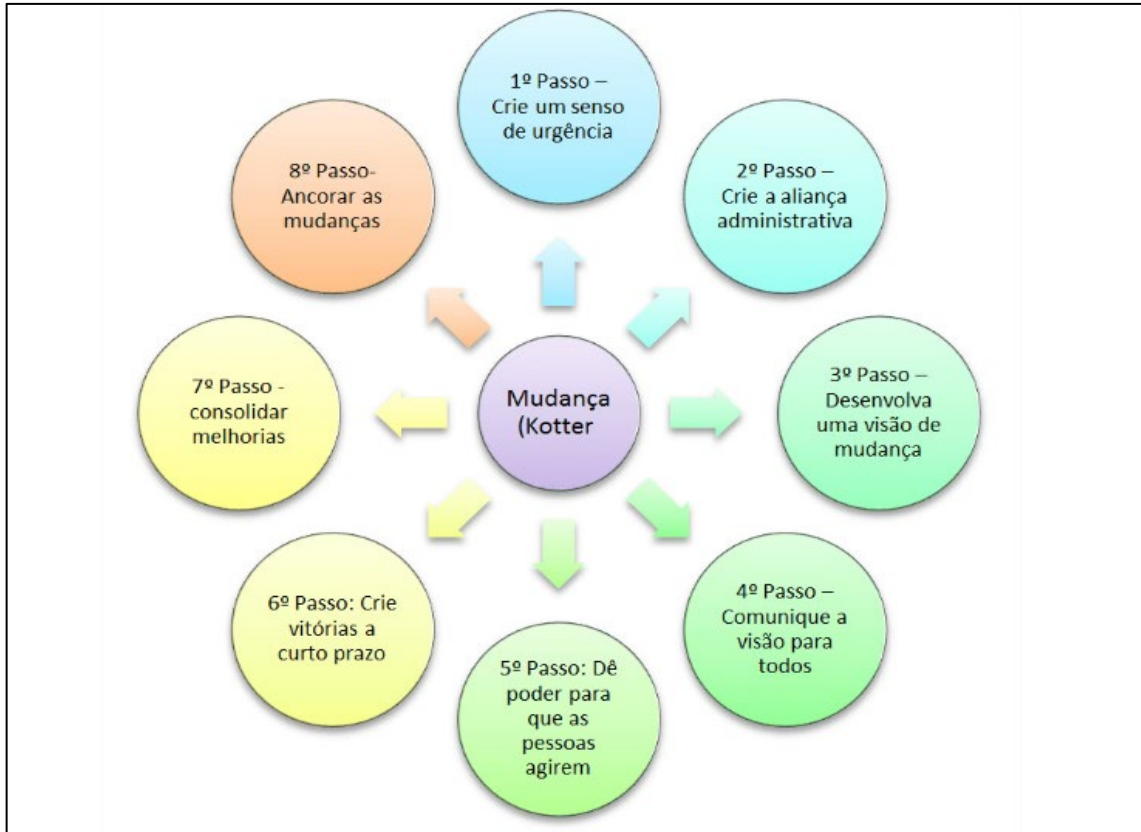 1º Passo –
Crie um senso
de urgência
2º Passo –
Crie a aliança
administrativa
3º Passo –
Desenvolva
uma visão de
mudança
4º Passo –
Comunique a
visão para
todos
5º Passo: Dê
poder para
que as
pessoas
agirem
6º Passo: Crie
vitórias a
curto prazo
7º Passo -
consolidar
melhorias
8º Passo-
Ancorar as
mudanças
Mudança
(Kotter